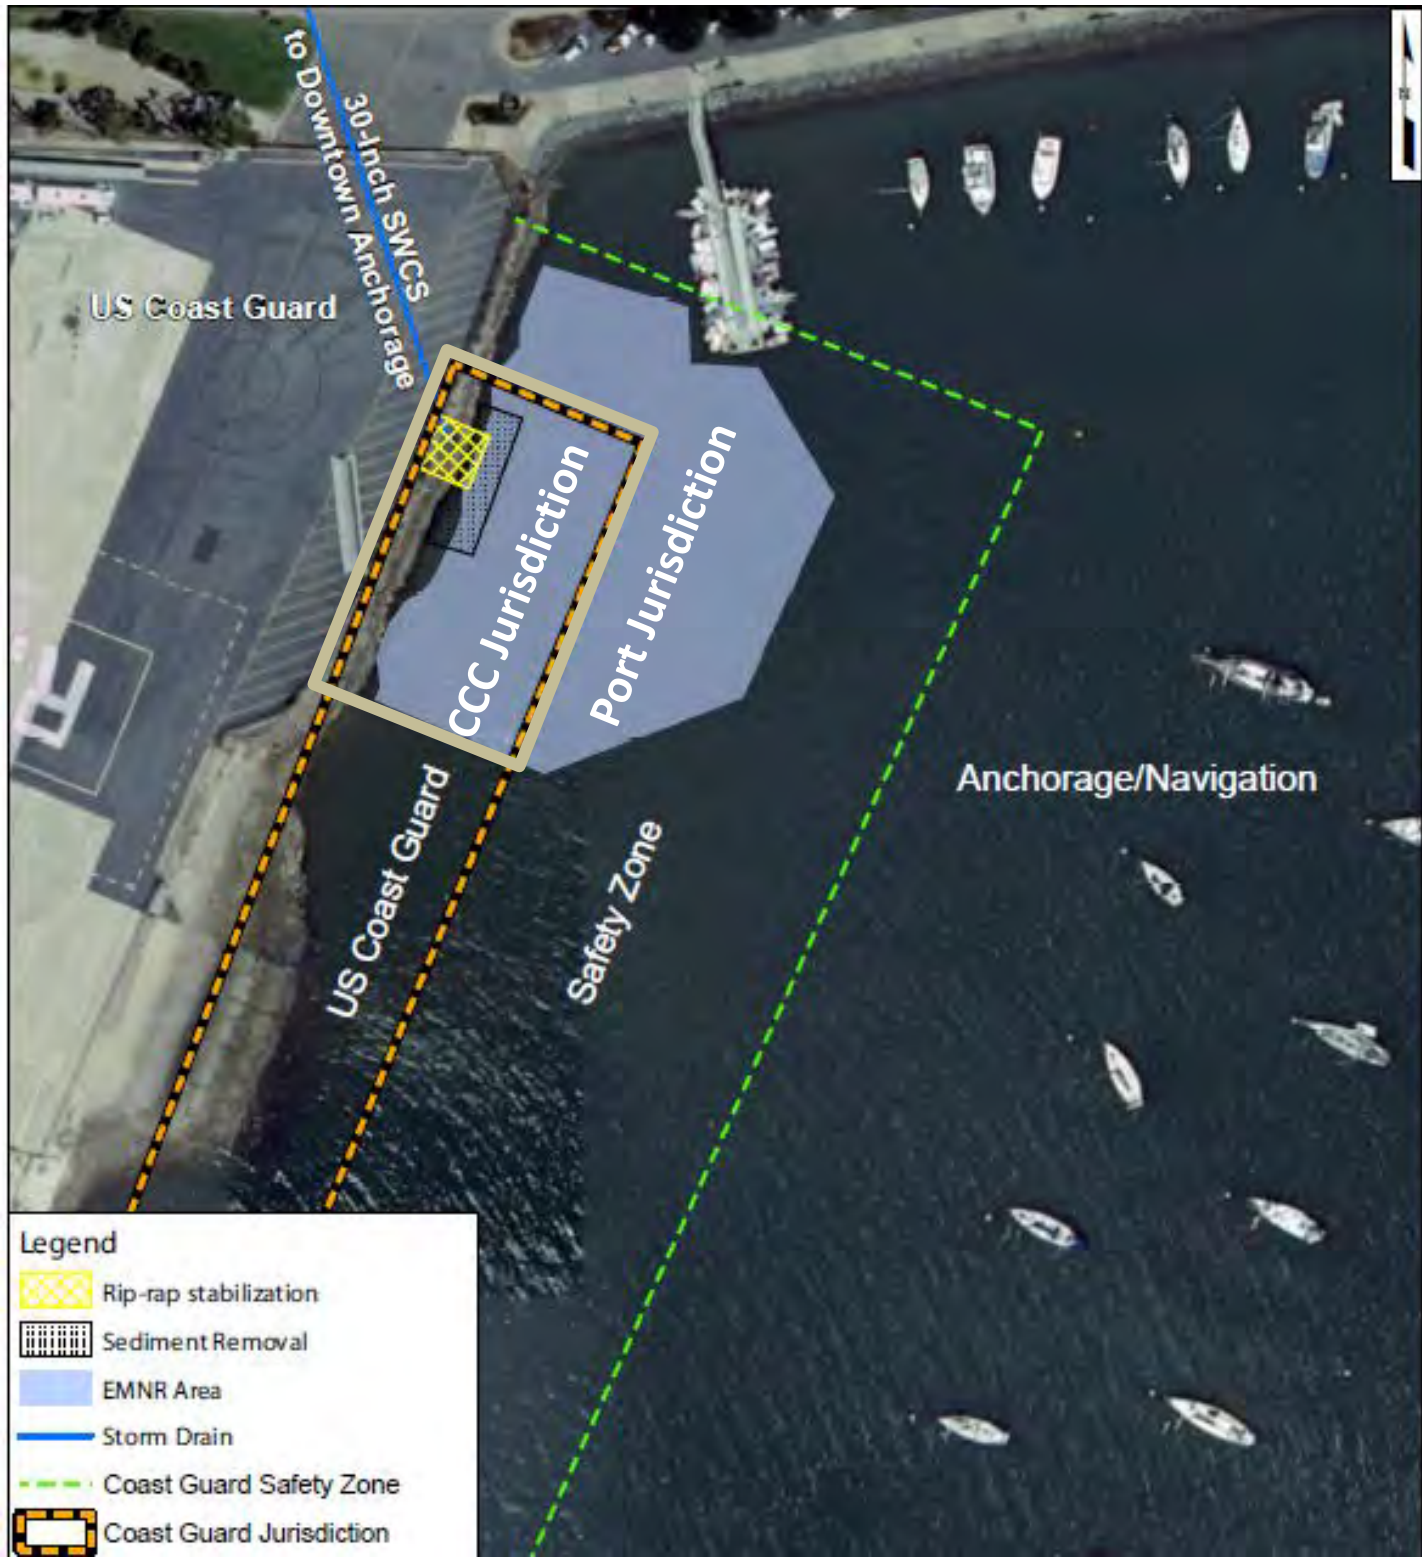 N
30-Inch SWCS
to Downtown Anchorage
US Coast Guard
CCC Jurisdiction
Port Jurisdiction
Anchorage/Navigation
US Coast Guard
Safety Zone
Legend
Rip-rap stabilization
Sediment Removal
EMNR Area
Storm Drain
Coast Guard Safety Zone
Coast Guard Jurisdiction